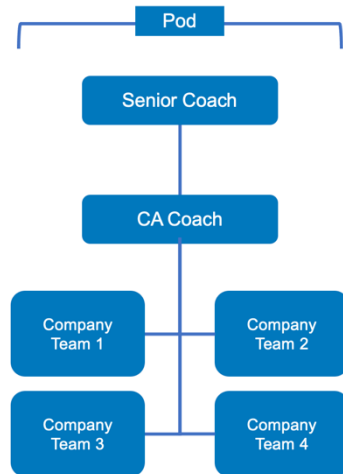 Pod
Senior Coach
CA Coach
Company
Team 1
Company
Team 2
Company
Team 3
Company
Team 4